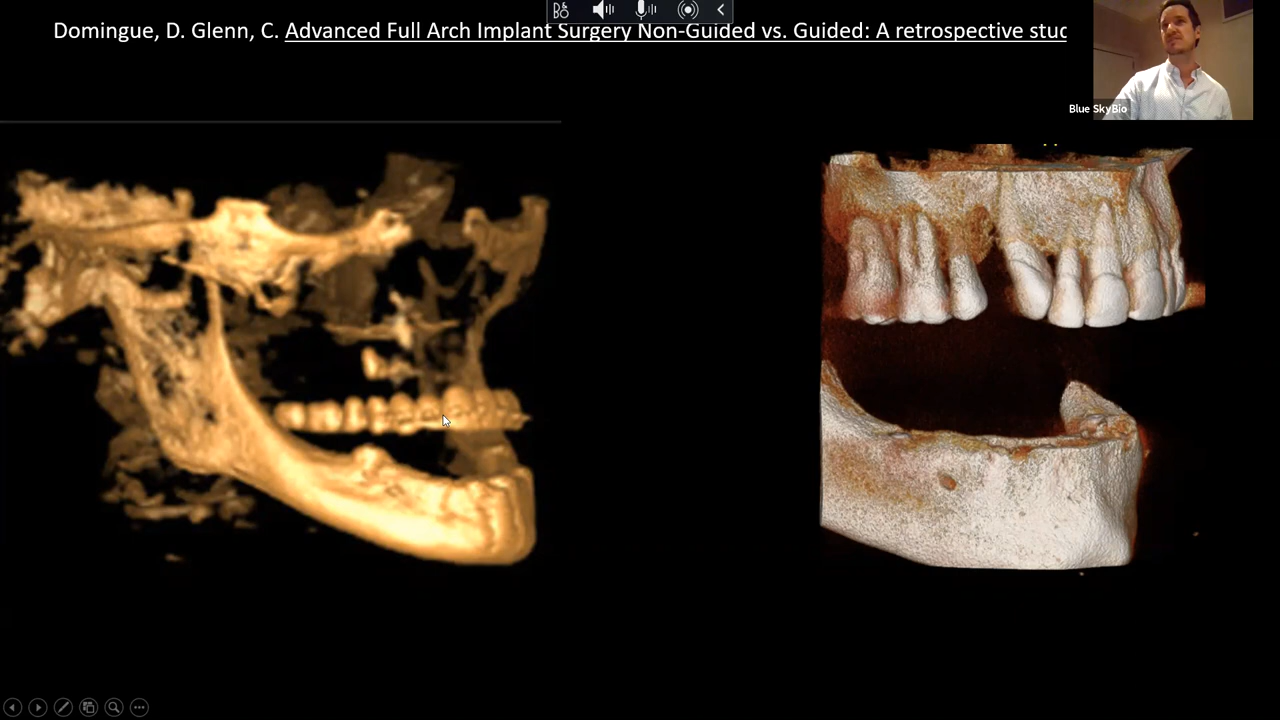 Domingue, D. Glenn, C. Advanced Full Arch Implant Surgery Non-Guided vs. Guided: A retrospective stuc
Blue SkyBio